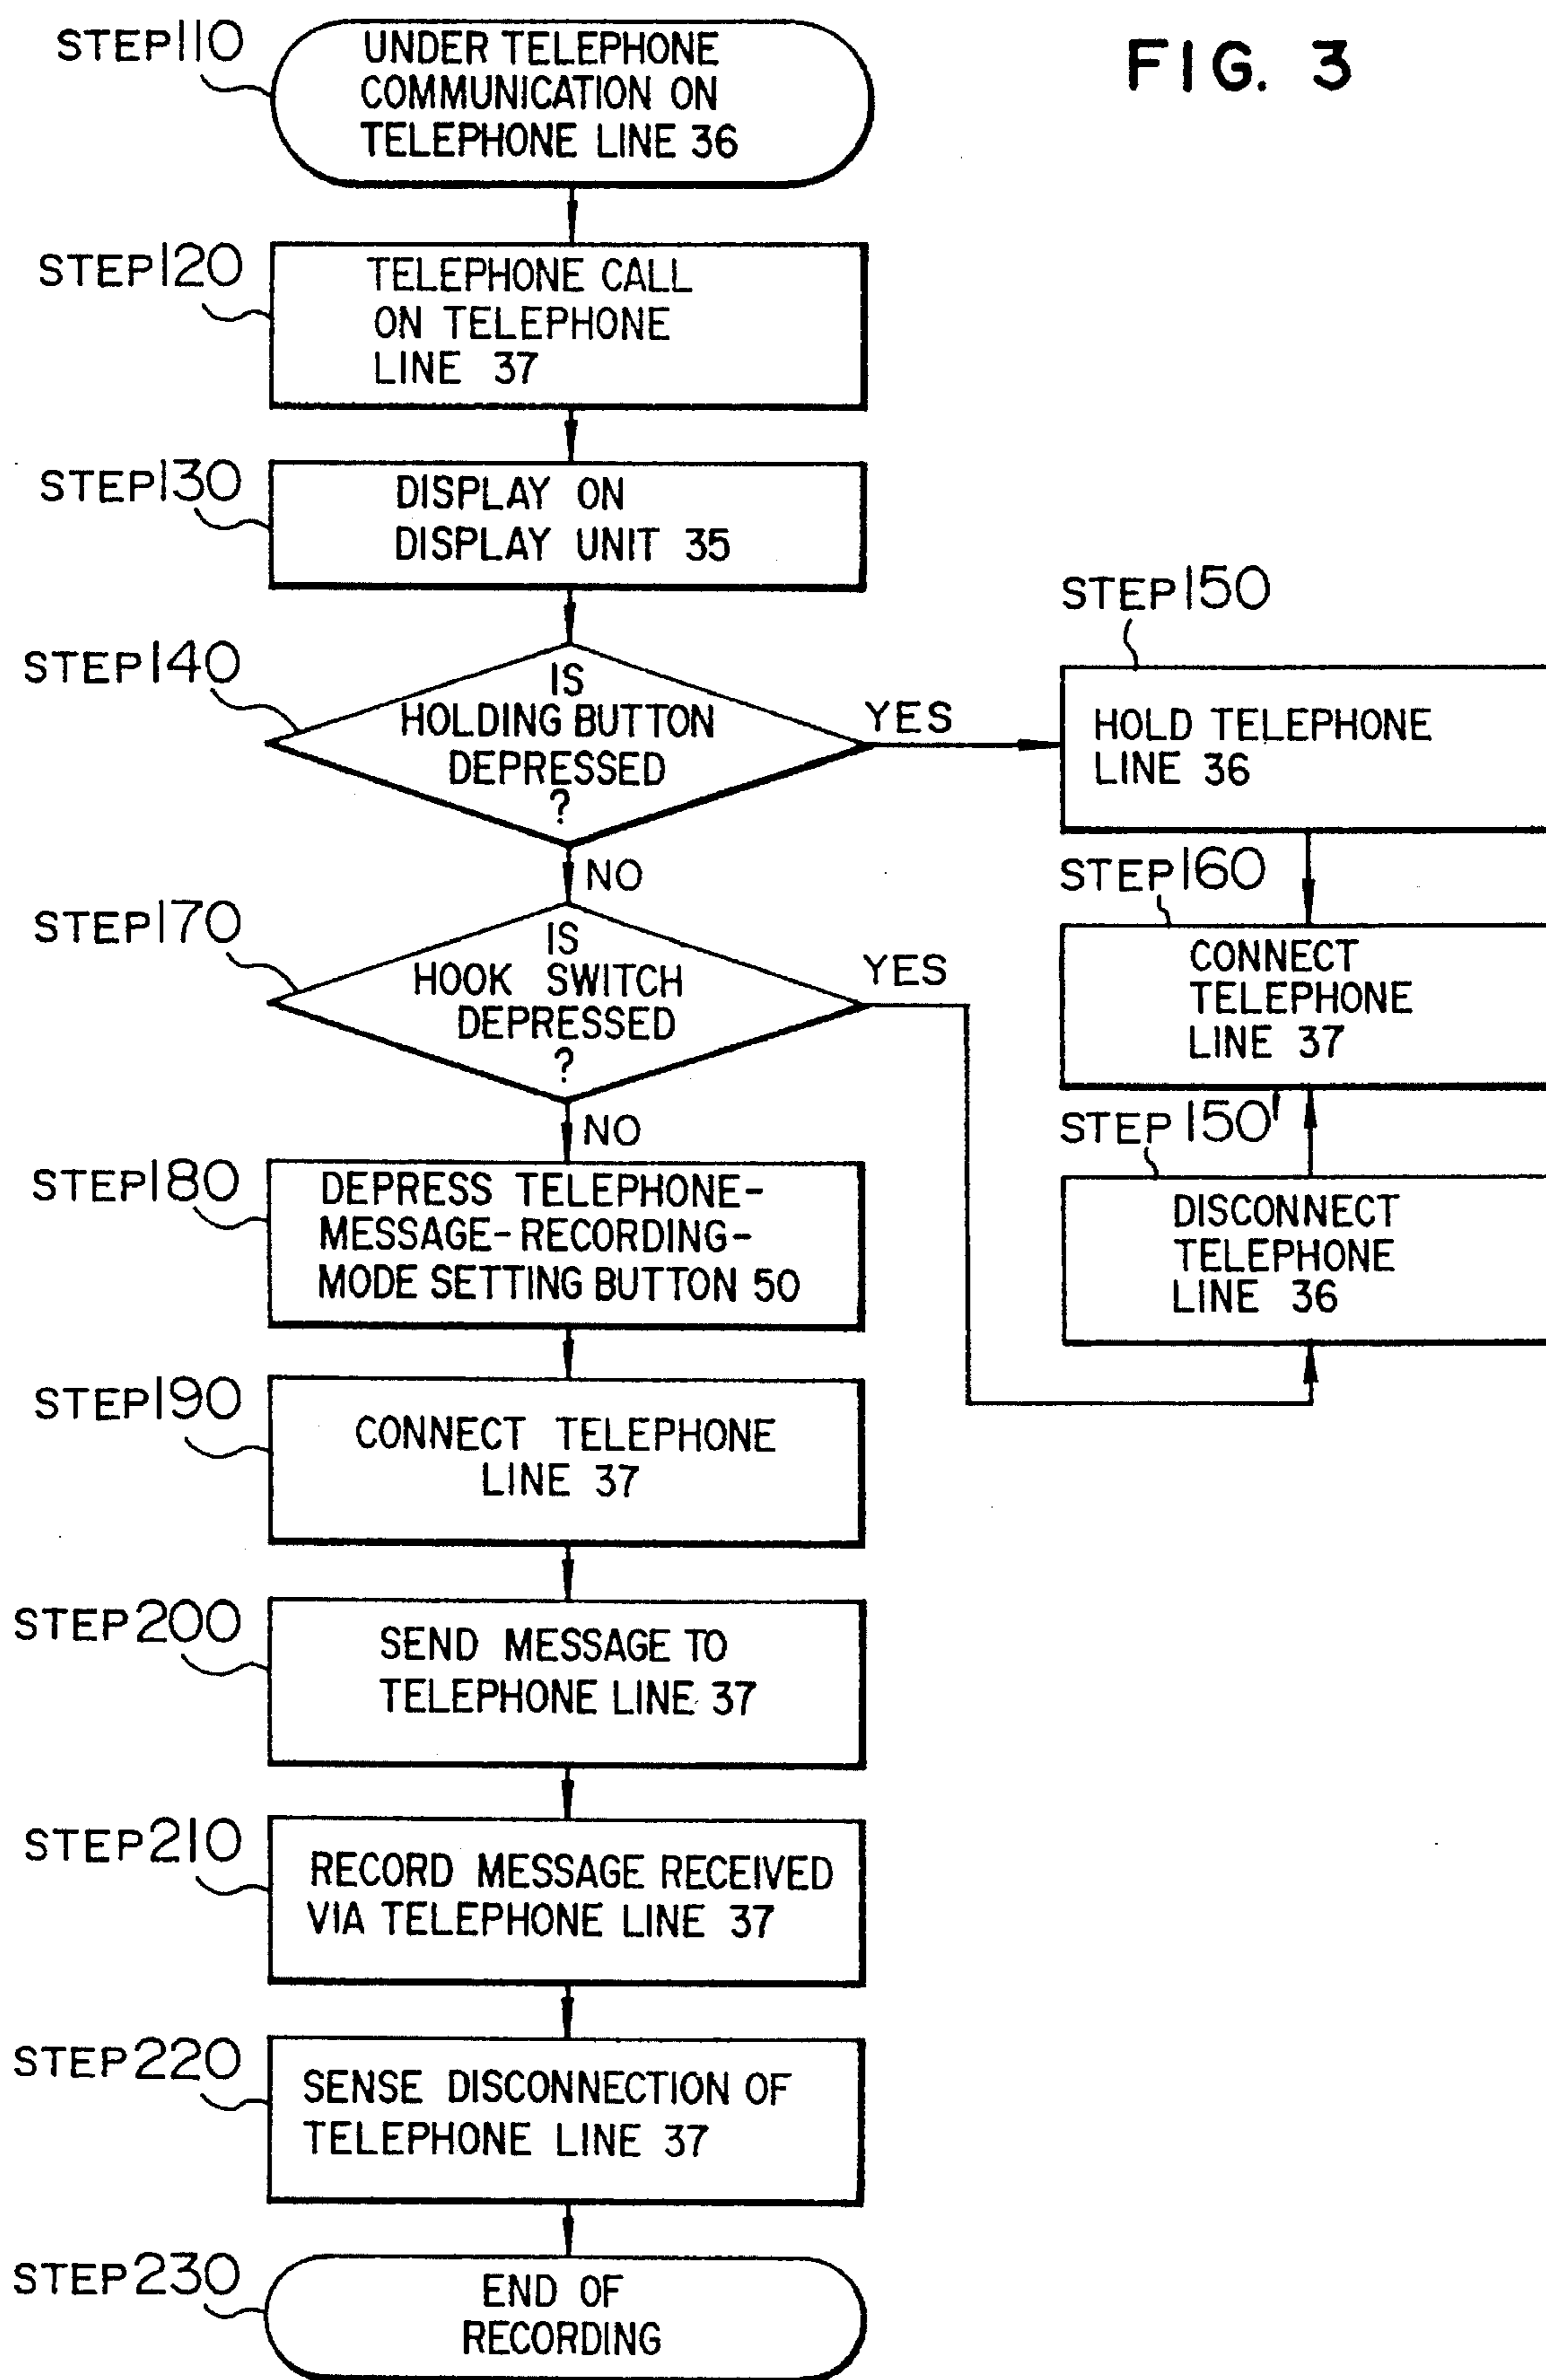 FIG. 3
STEP110
UNDER TELEPHONE
COMMUNICATION ON
TELEPHONE LINE 36
STEP120
TELEPHONE CALL
ON TELEPHONE
LINE 37
STEP130
DISPLAY ON
DISPLAY UNIT 35
STEP140
IS
HOLDING BUTTON
DEPRESSED
?
YES
NO
STEP150
HOLD TELEPHONE
LINE 36
STEP160
CONNECT
TELEPHONE
LINE 37
STEP 150'
DISCONNECT
TELEPHONE
LINE 36
STEP170
IS
HOOK SWITCH
DEPRESSED
?
YES
NO
STEP180
DEPRESS TELEPHONE-
MESSAGE-RECORDING-
MODE SETTING BUTTON 50
STEP190
CONNECT TELEPHONE
LINE 37
STEP200
SEND MESSAGE TO
TELEPHONE LINE 37
STEP210
RECORD MESSAGE RECEIVED
VIA TELEPHONE LINE 37
STEP220
SENSE DISCONNECTION OF
TELEPHONE LINE 37
STEP230
END OF
RECORDING